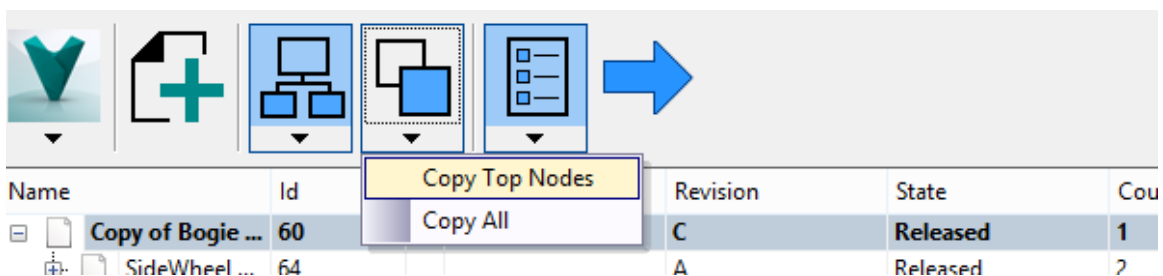 Copy Top Nodes
Copy All
Name Id Revision State Cou
Copy of Bogie ... 60 C Released 1
SideWheel ... 64 A Released 2